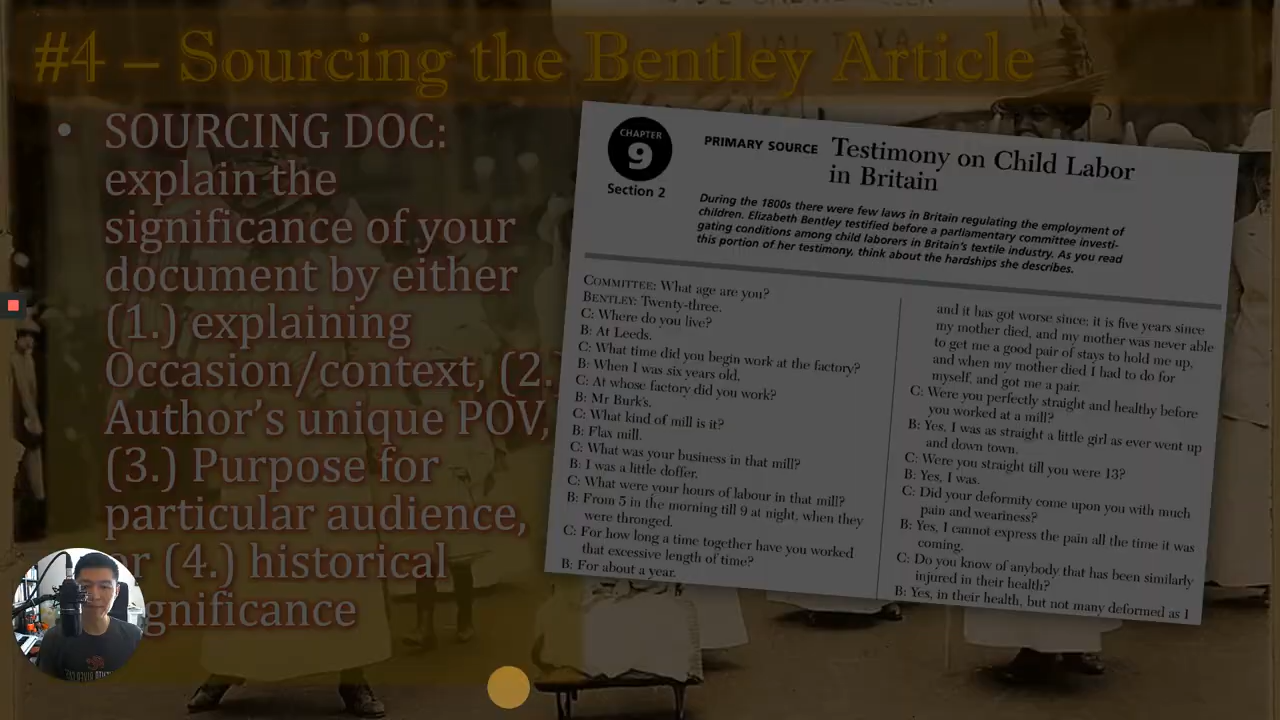 #4 – Sourcing the Bentley Article
• SOURCING DOC:
explain the
significance of your
document by either
(1.) explaining
Occasion/context, (2.)
Author's unique POV,
(3.) Purpose for
particular audience,
or (4.) historical
significance
CHAPTER
9
Section 2
PRIMARY SOURCE Testimony on Child Labor
in Britain
During the 1800s there were few laws in Britain regulating the employment of
children. Elizabeth Bentley testified before a parliamentary committee investi-
gating conditions among child laborers in Britain's textile industry. As you read
this portion of her testimony, think about the hardships she describes.
COMMITTEE: What age are you?
BENTLEY: Twenty-three.
C: Where do you live?
B: At Leeds.
C: What time did you begin work at the factory?
B: When I was six years old.
C: At whose factory did you work?
B: Mr Burk's.
C: What kind of mill is it?
B: Flax mill.
C: What was your business in that mill?
B: I was a little doffer.
C: What were your hours of labour in that mill?
B: From 5 in the morning till 9 at night, when they
were thronged.
C: For how long a time together have you worked
that excessive length of time?
B: For about a year.
and it has got worse since; it is five years since
my mother died, and my mother was never able
to get me a good pair of stays to hold me up,
and when my mother died I had to do for
myself, and got me a pair.
C: Were you perfectly straight and healthy before
you worked at a mill?
B: Yes, I was as straight a little girl as ever went up
and down town.
C: Were you straight till you were 13?
B: Yes, I was.
C: Did your deformity come upon you with much
pain and weariness?
B: Yes, I cannot express the pain all the time it was
coming.
C: Do you know of anybody that has been similarly
injured in their health?
B: Yes, in their health, but not many deformed as I